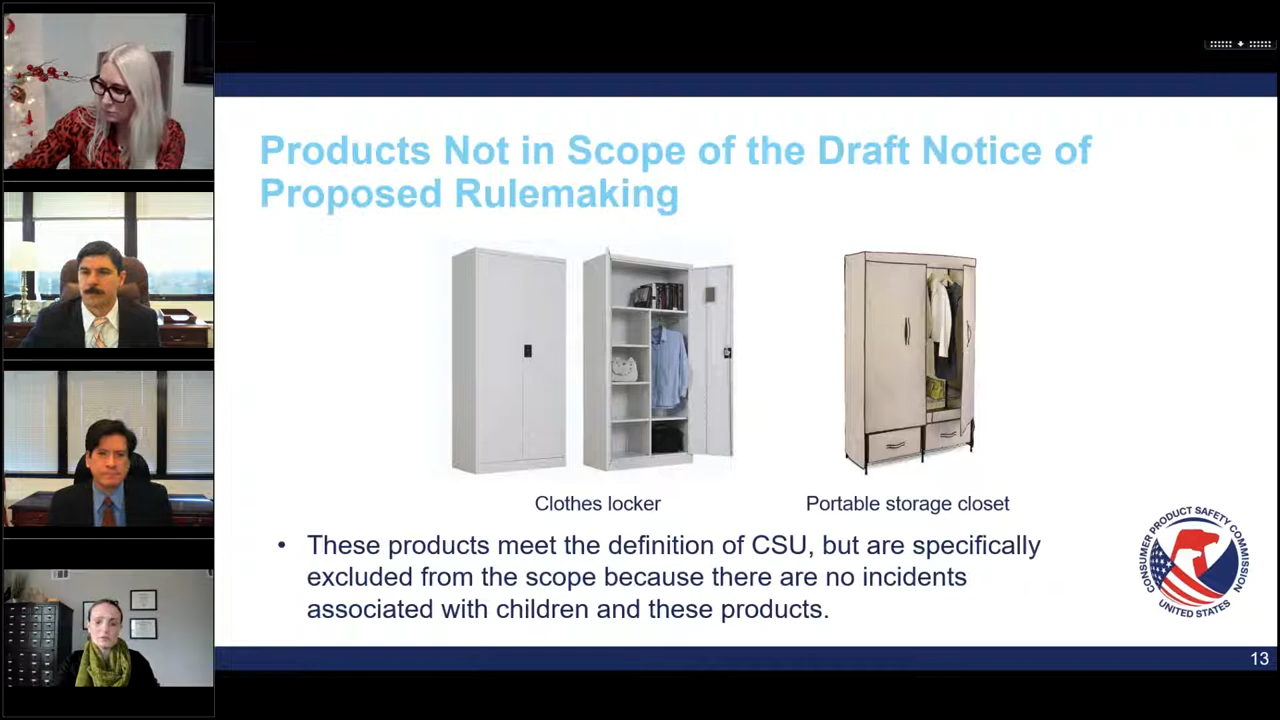 Products Not in Scope of the Draft Notice of
Proposed Rulemaking
Clothes locker
Portable storage closet
• These products meet the definition of CSU, but are specifically
excluded from the scope because there are no incidents
associated with children and these products.
CONSUMER PRODUCT SAFETY COMMISSION
UNITED STATES
13